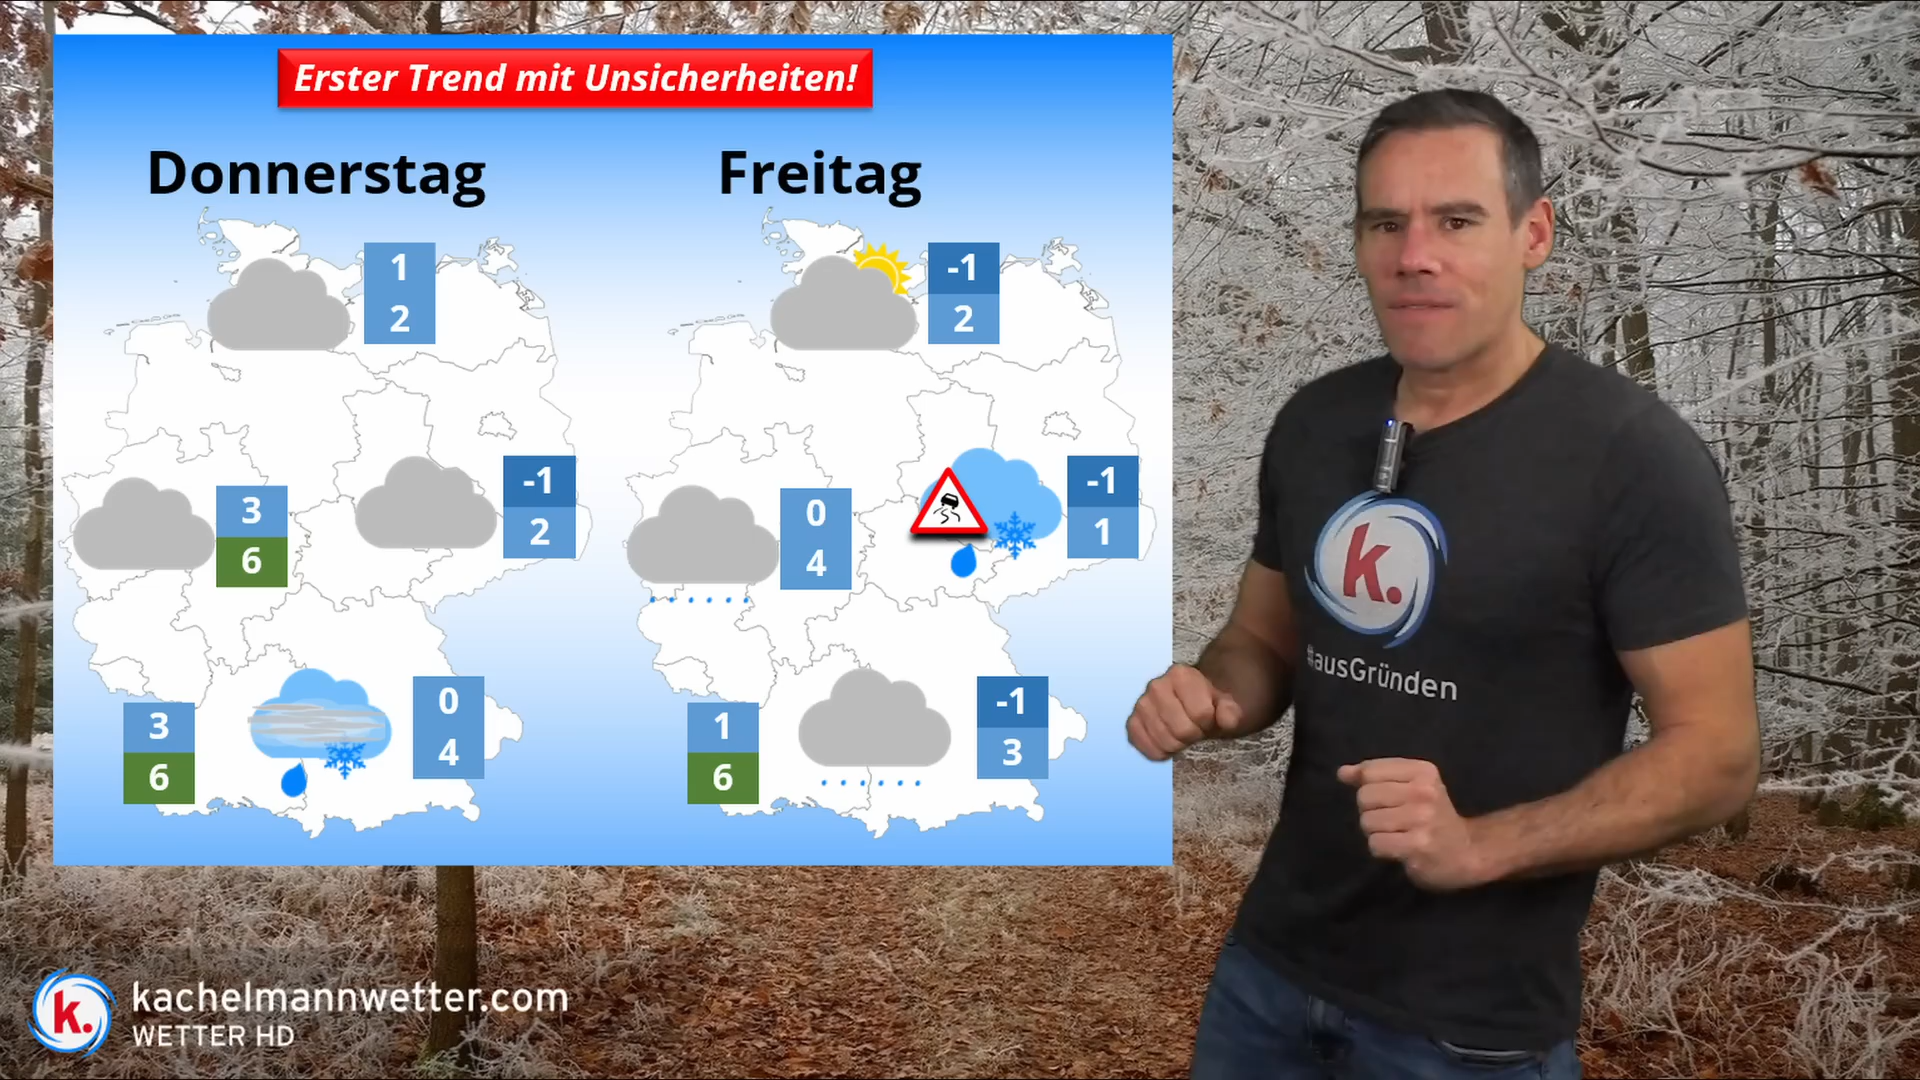 Erster Trend mit Unsicherheiten!
Donnerstag
Freitag
1
2
-1
2
3
6
-1
2
0
4
-1
1
3
6
0
4
1
6
-1
3
k.
#ausGründen
k.
kachelmannwetter.com
WETTER HD